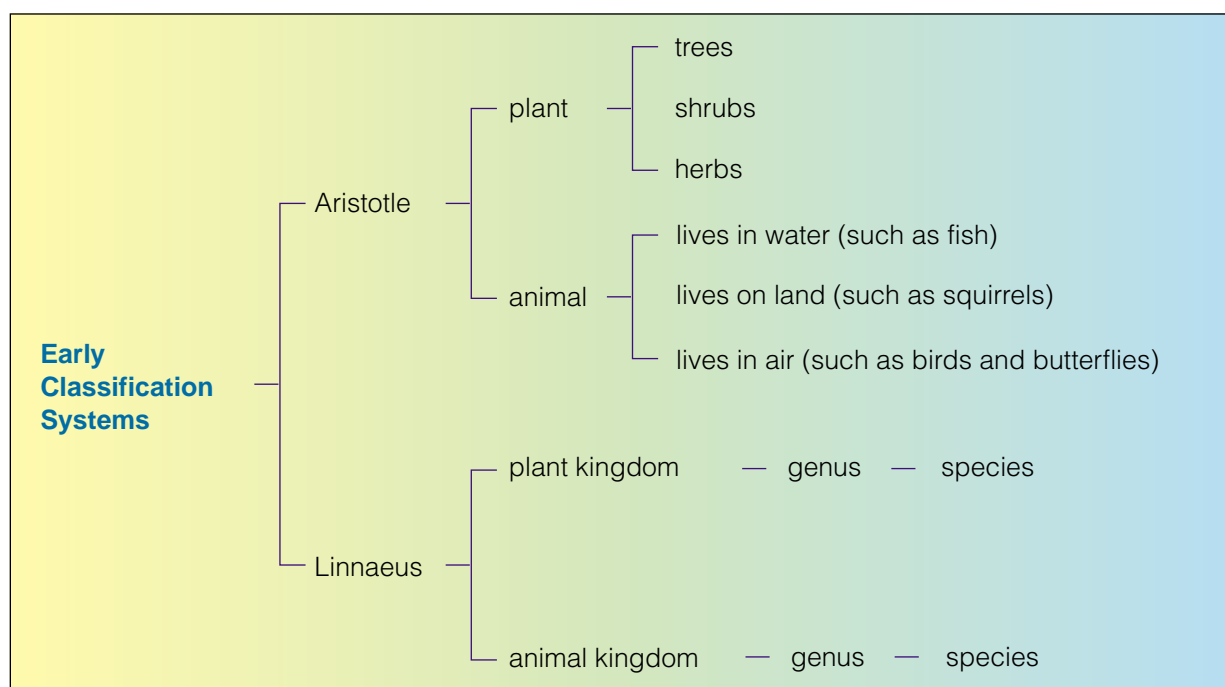 Early
Classification
Systems
Aristotle
plant
trees
shrubs
herbs
animal
lives in water (such as fish)
lives on land (such as squirrels)
lives in air (such as birds and butterflies)
Linnaeus
plant kingdom
genus
species
animal kingdom
genus
species